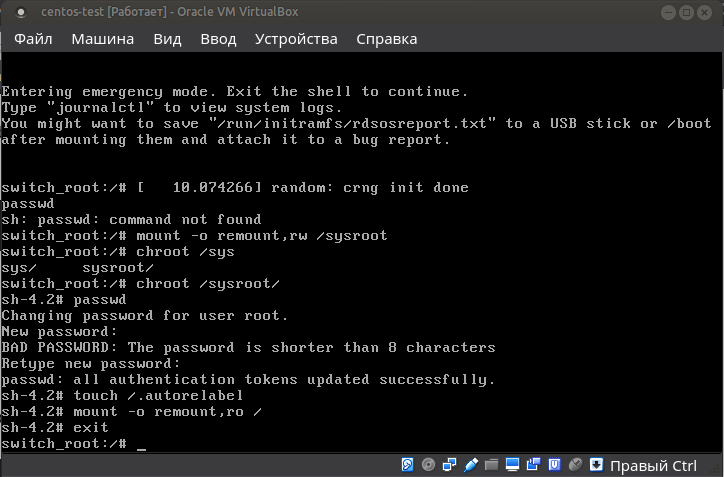 centos-test [Работает] - Oracle VM VirtualBox
Файл Машина Вид Ввод Устройства Справка
Entering emergency mode. Exit the shell to continue.
Type "journalctl" to view system logs.
You might want to save "/run/initramfs/rdsosreport.txt" to a USB stick or /boot
after mounting them and attach it to a bug report.
switch_root:/# [   10.074266] random: crng init done
passwd
sh: passwd: command not found
switch_root:/# mount -o remount,rw /sysroot
switch_root:/# chroot /sys
sys/     sysroot/
switch_root:/# chroot /sysroot/
sh-4.2# passwd
Changing password for user root.
New password:
BAD PASSWORD: The password is shorter than 8 characters
Retype new password:
passwd: all authentication tokens updated successfully.
sh-4.2# touch /.autorelabel
sh-4.2# mount -o remount,ro /
sh-4.2# exit
switch_root:/# _
Правый Ctrl